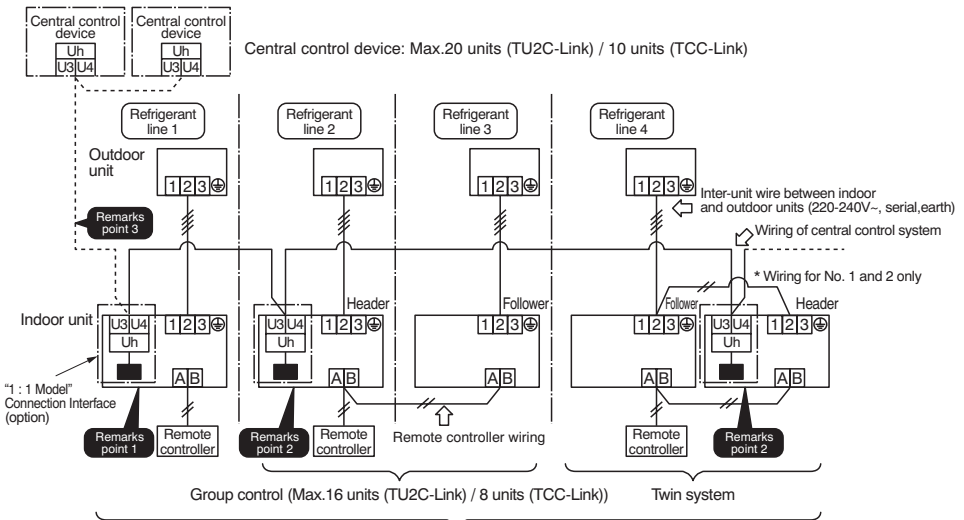 Central control device
Uh
U3 U4
Central control device
Uh
U3 U4
Central control device: Max.20 units (TU2C-Link) / 10 units (TCC-Link)
Refrigerant line 1
Refrigerant line 2
Refrigerant line 3
Refrigerant line 4
Outdoor unit
1 2 3
1 2 3
1 2 3
1 2 3
Inter-unit wire between indoor
and outdoor units (220-240V~, serial,earth)
Wiring of central control system
Remarks point 3
* Wiring for No. 1 and 2 only
Header
Follower
Follower
Header
Indoor unit
U3 U4
Uh
1 2 3
U3 U4
Uh
1 2 3
1 2 3
1 2 3
U3 U4
Uh
1 2 3
"1 : 1 Model"
Connection Interface
(option)
A B
A B
A B
A B
A B
Remarks point 1
Remote controller
Remarks point 2
Remote controller
Remote controller wiring
Remote controller
Remarks point 2
Group control (Max.16 units (TU2C-Link) / 8 units (TCC-Link))
Twin system